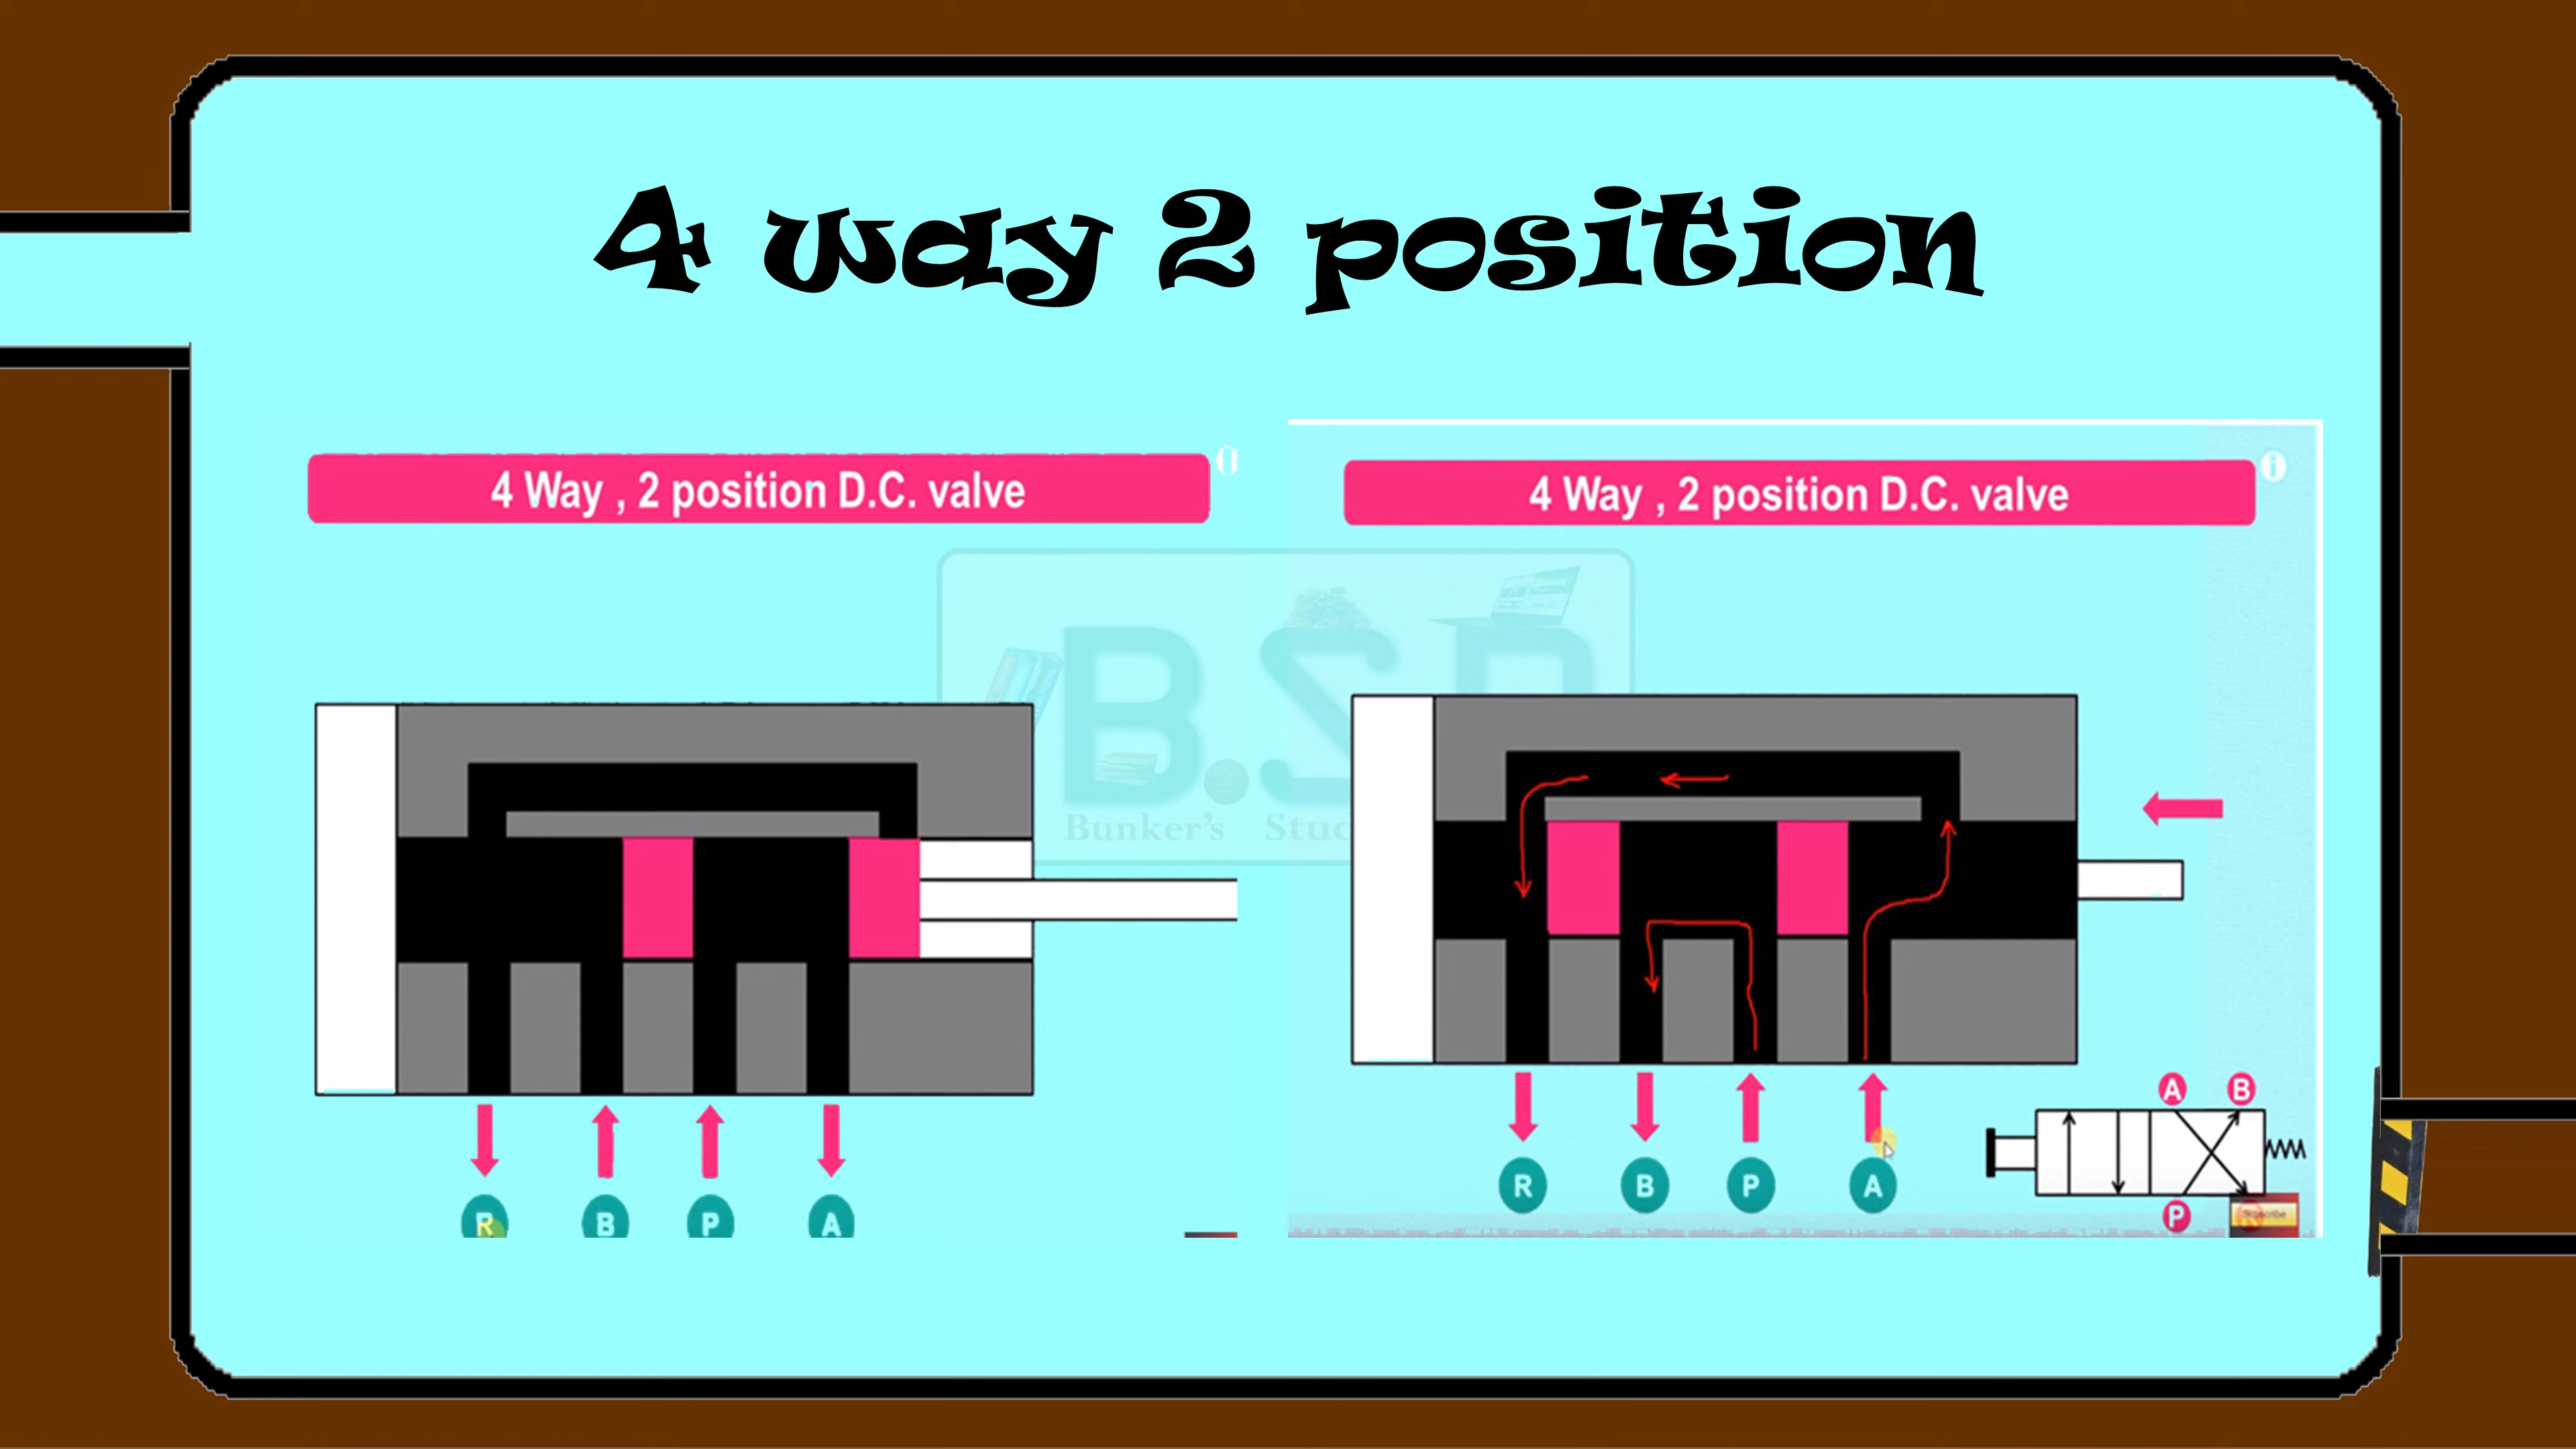 4 way 2 position
4 Way , 2 position D.C. valve
4 Way , 2 position D.C. valve
i
B.S
Bunker's
R B P A
R B P A
A B
P